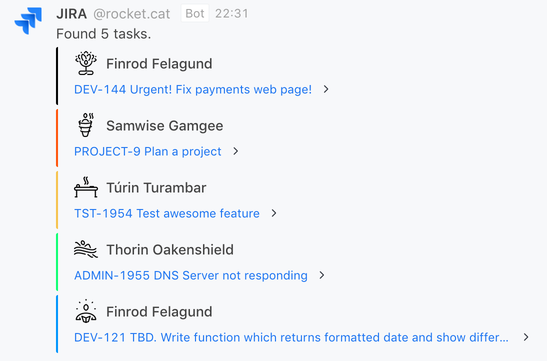 JIRA @rocket.cat Bot 22:31
Found 5 tasks.
Finrod Felagund
DEV-144 Urgent! Fix payments web page!
Samwise Gamgee
PROJECT-9 Plan a project
Túrin Turambar
TST-1954 Test awesome feature
Thorin Oakenshield
ADMIN-1955 DNS Server not responding
Finrod Felagund
DEV-121 TBD. Write function which returns formatted date and show differ...